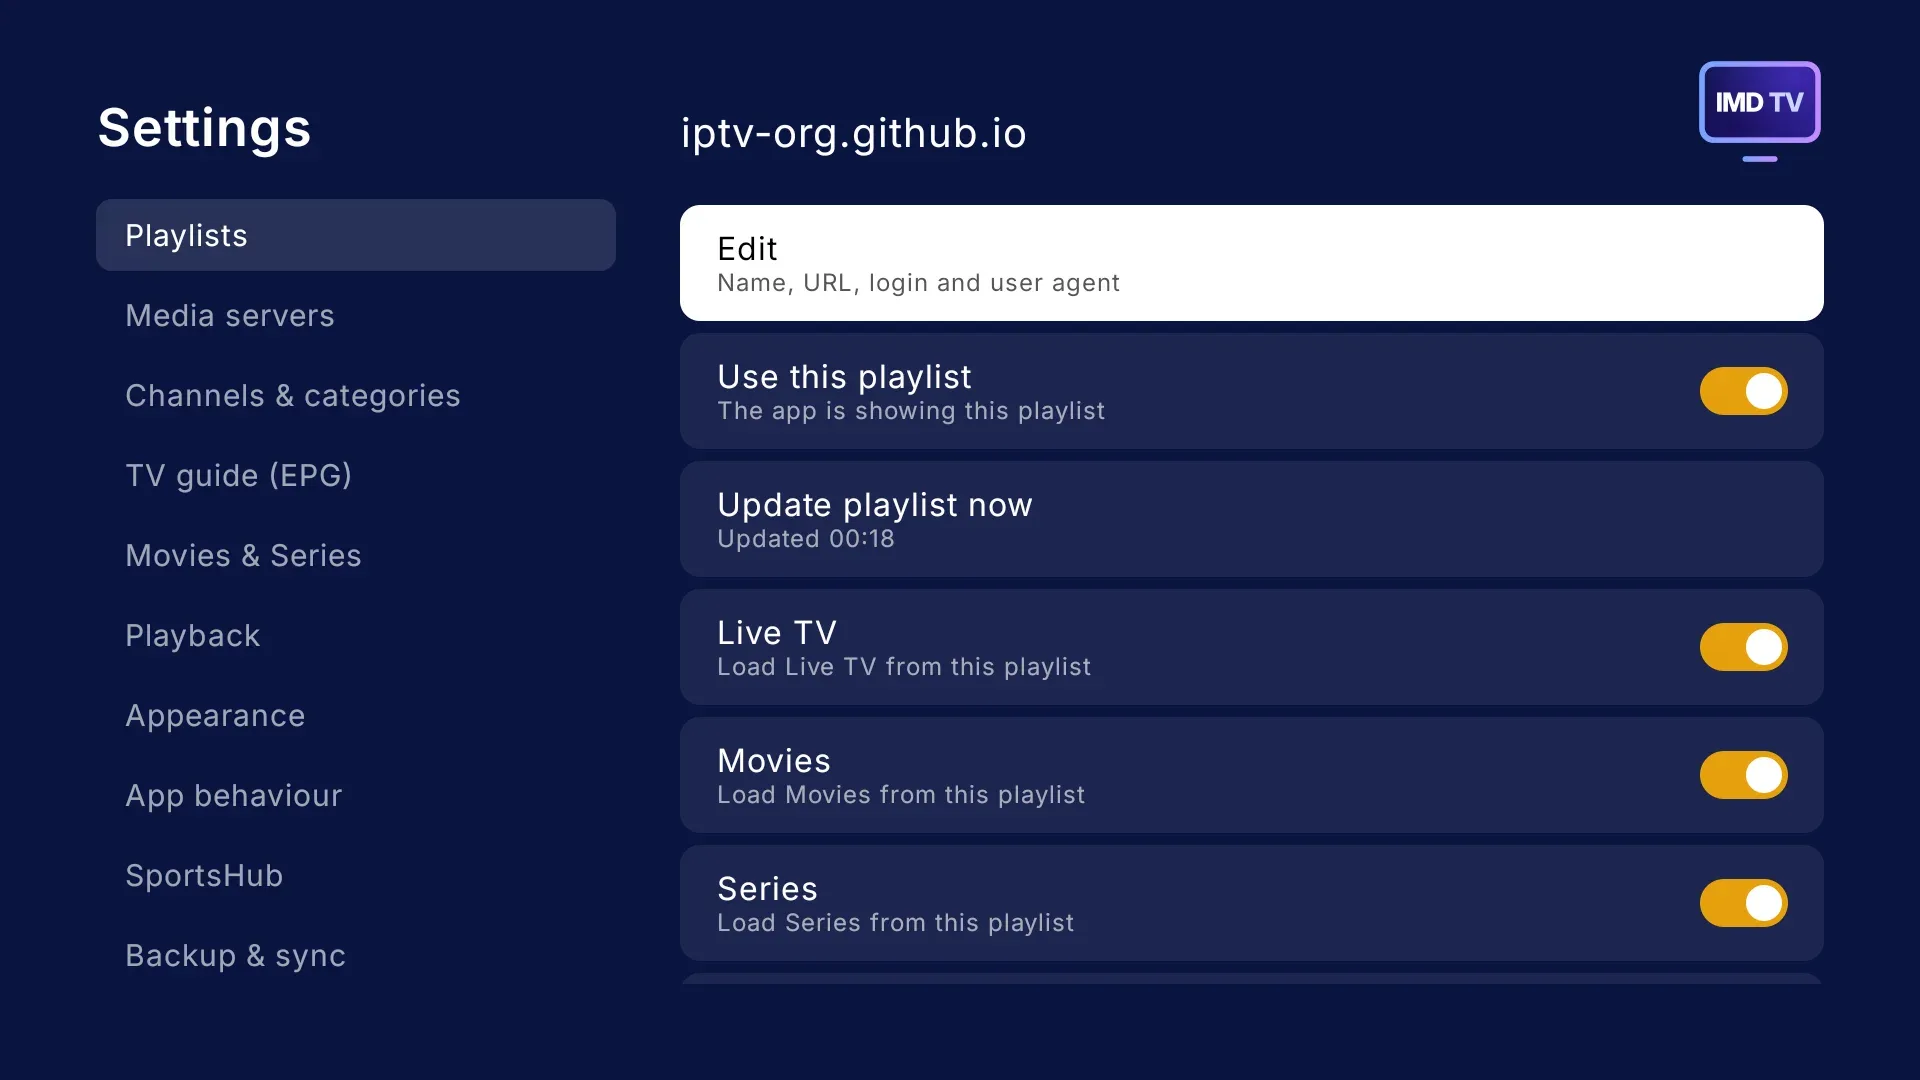 Settings
Playlists
Media servers
Channels & categories
TV guide (EPG)
Movies & Series
Playback
Appearance
App behaviour
SportsHub
Backup & sync
iptv-org.github.io
IMD TV
Edit
Name, URL, login and user agent
Use this playlist
The app is showing this playlist
Update playlist now
Updated 00:18
Live TV
Load Live TV from this playlist
Movies
Load Movies from this playlist
Series
Load Series from this playlist